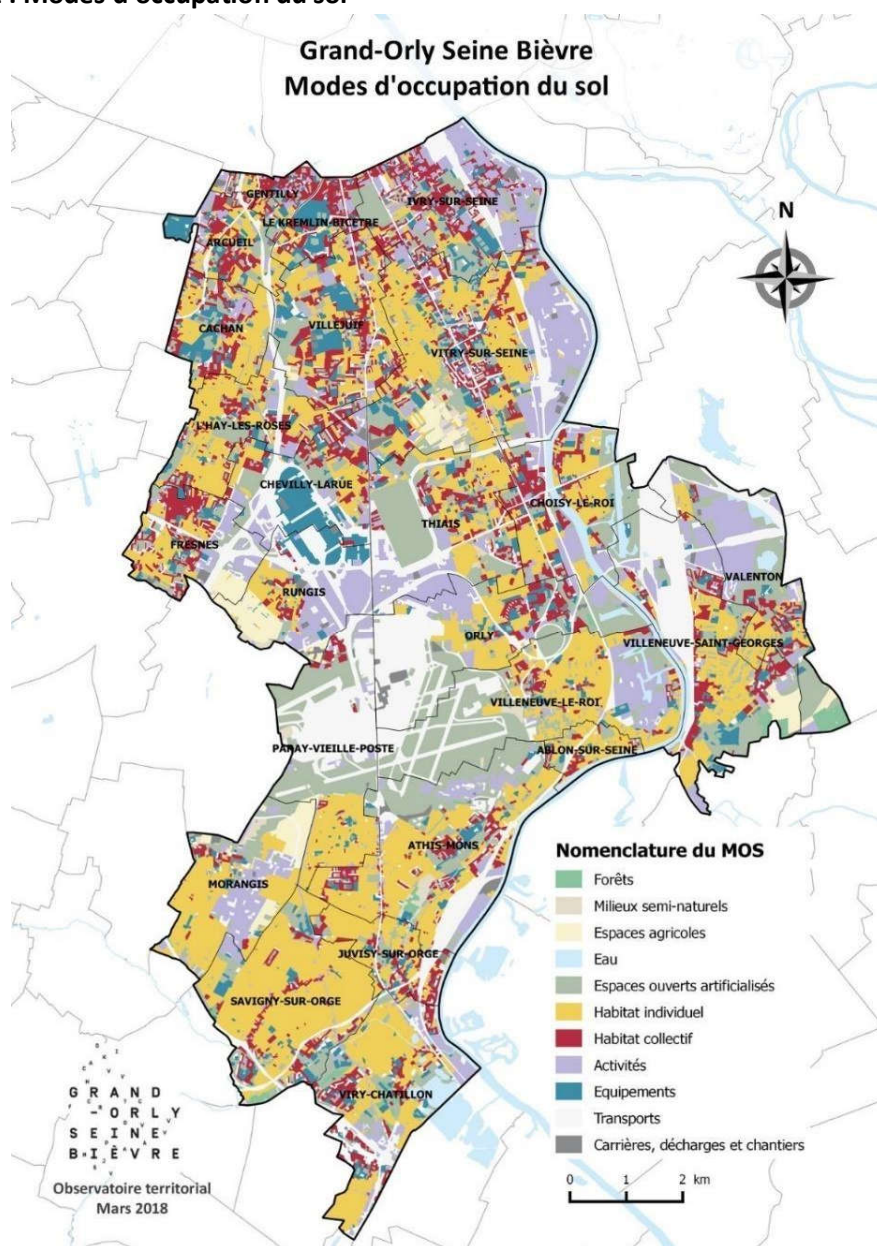 : Modes d'occupation du sol
Grand-Orly Seine Bièvre
Modes d'occupation du sol
N
GENTILLY
LE KREMLIN-BICETRE
IVRY-SUR-SEINE
ARCUEIL
CACHAN
VILLEJUIF
VITRY-SUR-SEINE
L'HAY-LES-ROSES
CHEVILLY-LARUE
THIAIS
CHOISY-LE-ROI
FRESNES
RUNGIS
VALENTON
ORLY
VILLENEUVE-SAINT-GEORGES
VILLENEUVE-LE-ROI
PARAY-VIEILLE-POSTE
ABLON-SUR-SEINE
ATHIS-MONS
MORANGIS
JUVISY-SUR-ORGE
SAVIGNY-SUR-ORGE
VIRY-CHATILLON
Nomenclature du MOS
Forêts
Milieux semi-naturels
Espaces agricoles
Eau
Espaces ouverts artificialisés
Habitat individuel
Habitat collectif
Activités
Equipements
Transports
Carrières, décharges et chantiers
0 1 2 km
GRAND
-ORLY
SEINE
BIÈVRE
Observatoire territorial
Mars 2018